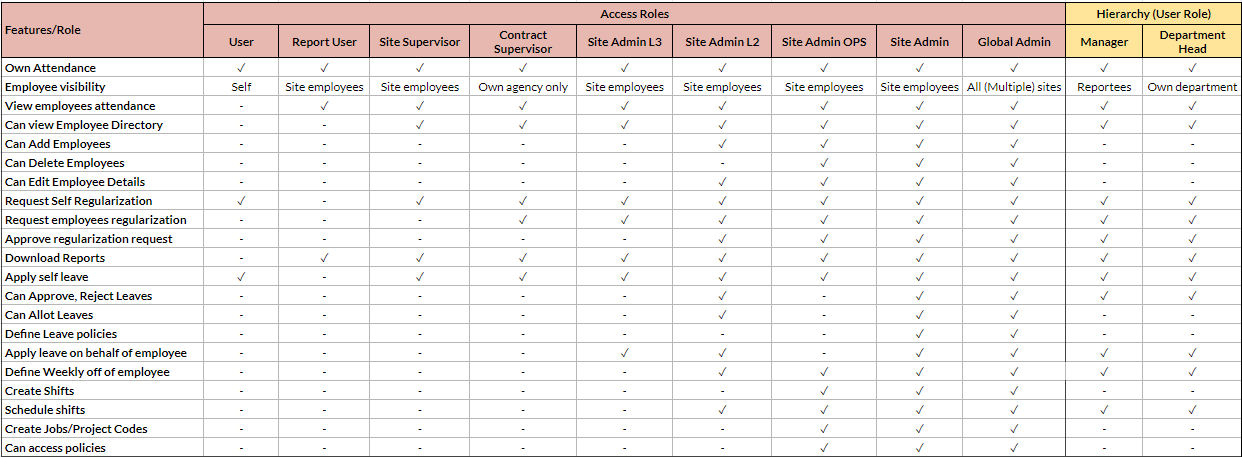 Features/Role Access Roles Hierarchy (User Role)
User Report User Site Supervisor Contract Supervisor Site Admin L3 Site Admin L2 Site Admin OPS Site Admin Global Admin Manager Department Head
Own Attendance ✓ ✓ ✓ ✓ ✓ ✓ ✓ ✓ ✓ ✓ ✓
Employee visibility Self Site employees Site employees Own agency only Site employees Site employees Site employees Site employees All (Multiple) sites Reportees Own department
View employees attendance - ✓ ✓ ✓ ✓ ✓ ✓ ✓ ✓ ✓ ✓
Can view Employee Directory - - ✓ ✓ ✓ ✓ ✓ ✓ ✓ ✓ ✓
Can Add Employees - - - - - ✓ ✓ ✓ ✓ - -
Can Delete Employees - - - - - - ✓ ✓ ✓ - -
Can Edit Employee Details - - - - - ✓ ✓ ✓ ✓ - -
Request Self Regularization ✓ - ✓ ✓ ✓ ✓ ✓ ✓ ✓ ✓ ✓
Request employees regularization - - - ✓ ✓ ✓ ✓ ✓ ✓ ✓ ✓
Approve regularization request - - - - - ✓ ✓ ✓ ✓ ✓ ✓
Download Reports - ✓ ✓ ✓ ✓ ✓ ✓ ✓ ✓ ✓ ✓
Apply self leave ✓ - ✓ ✓ ✓ ✓ ✓ ✓ ✓ ✓ ✓
Can Approve, Reject Leaves - - - - - ✓ - ✓ ✓ ✓ ✓
Can Allot Leaves - - - - - ✓ - ✓ ✓ - -
Define Leave policies - - - - - - - ✓ ✓ - -
Apply leave on behalf of employee - - - - ✓ ✓ - ✓ ✓ ✓ ✓
Define Weekly off of employee - - - - - ✓ ✓ ✓ ✓ ✓ ✓
Create Shifts - - - - - - ✓ ✓ ✓ - -
Schedule shifts - - - - - ✓ ✓ ✓ ✓ ✓ ✓
Create Jobs/Project Codes - - - - - - ✓ ✓ ✓ - -
Can access policies - - - - - - ✓ ✓ ✓ - -